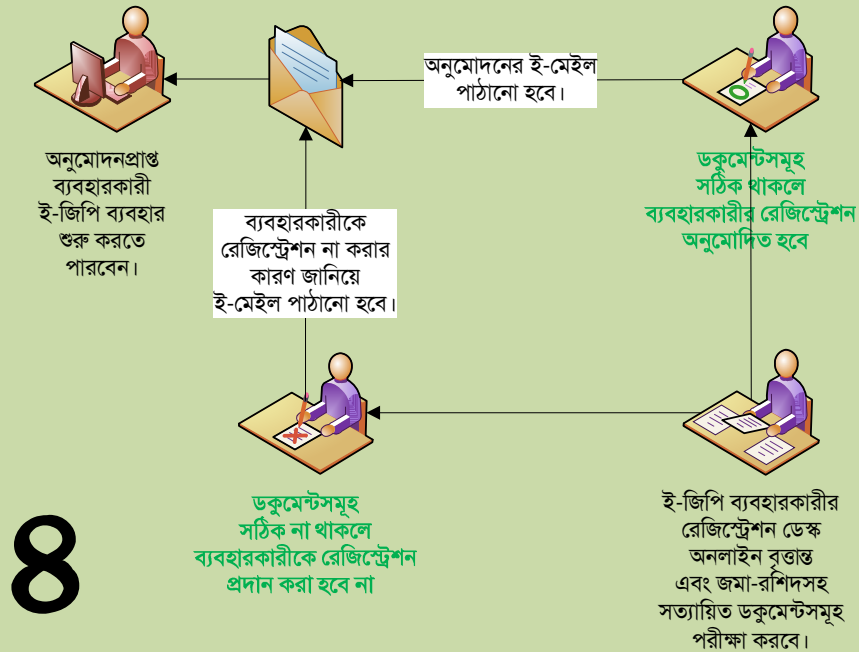 অনুমোদনের ই-মেইল
পাঠানো হবে।
অনুমোদনপ্রাপ্ত
ব্যবহারকারী
ই-জিপি ব্যবহার
শুরু করতে
পারবেন।
ডকুমেন্টসমূহ
সঠিক থাকলে
ব্যবহারকারীর রেজিস্ট্রেশন
অনুমোদিত হবে
ব্যবহারকারীকে
রেজিস্ট্রেশন না করার
কারণ জানিয়ে
ই-মেইল পাঠানো হবে।
ডকুমেন্টসমূহ
সঠিক না থাকলে
ব্যবহারকারীকে রেজিস্ট্রেশন
প্রদান করা হবে না
ই-জিপি ব্যবহারকারীর
রেজিস্ট্রেশন ডেস্ক
অনলাইন বৃত্তান্ত
এবং জমা-রশিদসহ
সত্যায়িত ডকুমেন্টসমূহ
পরীক্ষা করবে।
৪